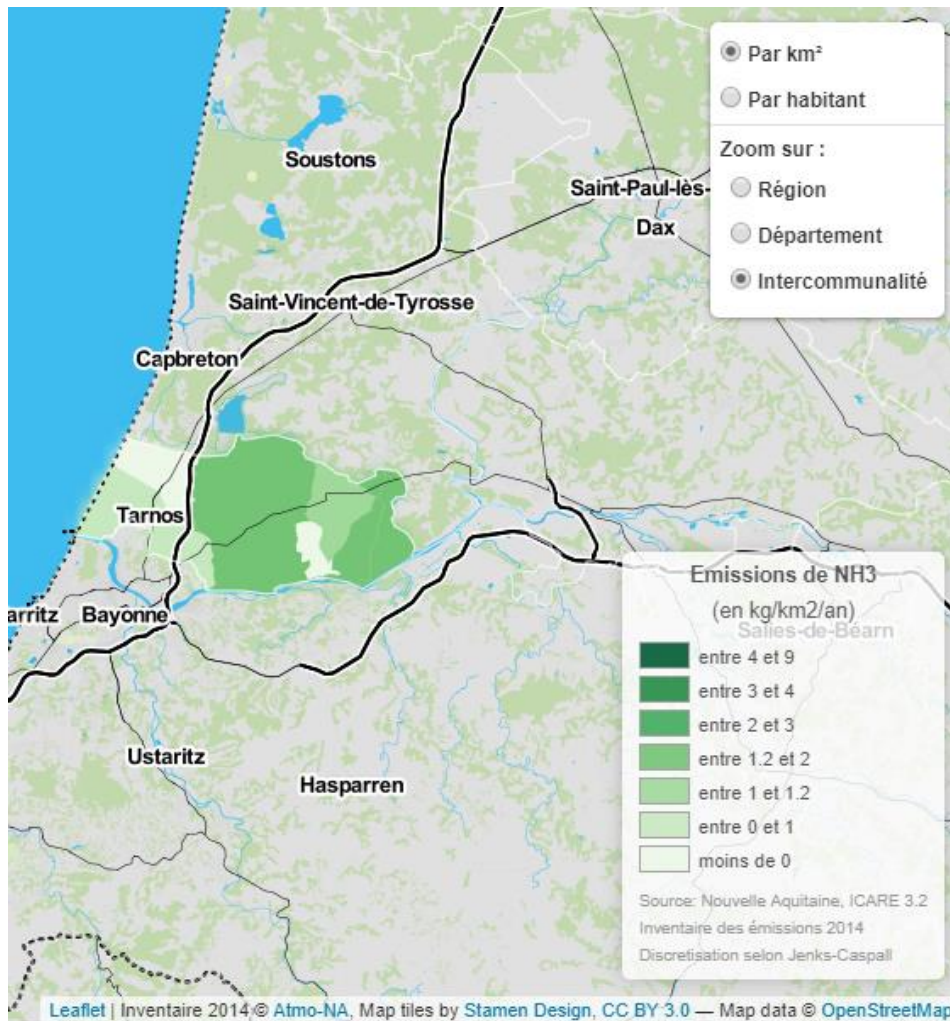 Par km²
Par habitant
Zoom sur :
Région
Département
Intercommunalité
Soustons
Saint-Paul-lès-
Dax
Saint-Vincent-de-Tyrosse
Capbreton
Tarnos
arritz
Bayonne
Ustaritz
Hasparren
Emissions de NH3
(en kg/km2/an)
Salies-de-Béarn
entre 4 et 9
entre 3 et 4
entre 2 et 3
entre 1.2 et 2
entre 1 et 1.2
entre 0 et 1
moins de 0
Source: Nouvelle Aquitaine, ICARE 3.2
Inventaire des émissions 2014
Discretisation selon Jenks-Caspall
Leaflet | Inventaire 2014 © Atmo-NA, Map tiles by Stamen Design, CC BY 3.0 — Map data © OpenStreetMap